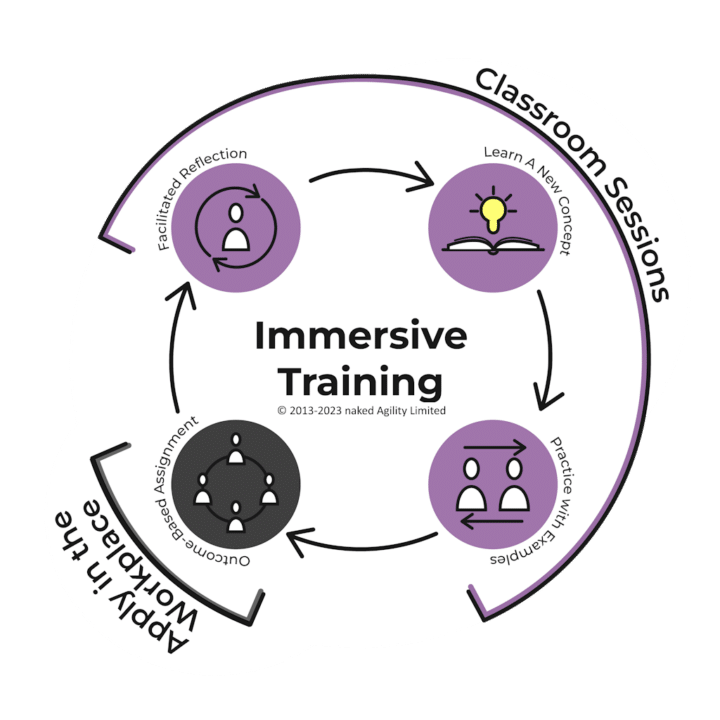 Classroom Sessions
Facilitated Reflection
Learn A New Concept
Immersive
Training
© 2013-2023 naked Agility Limited
Outcome-Based Assignment
Practice with Examples
Apply in the
Workplace